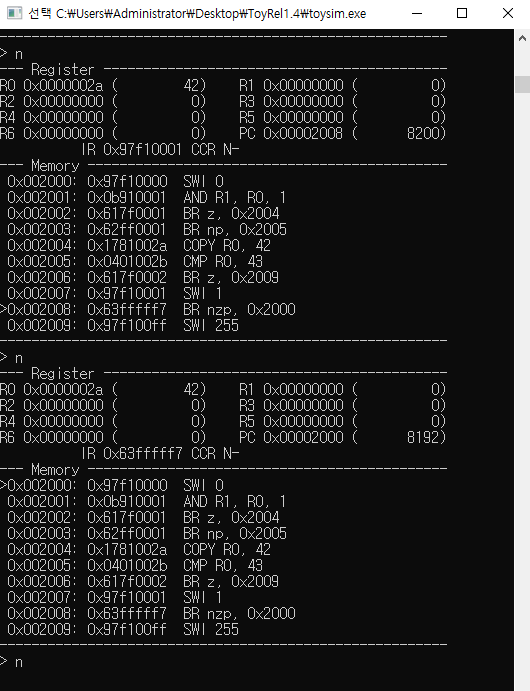 선택 C:₩Users₩Administrator₩Desktop₩ToyRel1.4₩toysim.exe
--------------------------------------------------
> n
--- Register -------------------------------------
R0 0x0000002a (        42)    R1 0x00000000 (         0)
R2 0x00000000 (         0)    R3 0x00000000 (         0)
R4 0x00000000 (         0)    R5 0x00000000 (         0)
R6 0x00000000 (         0)    PC 0x00002008 (      8200)
          IR 0x97f10001 CCR N-
--- Memory ---------------------------------------
 0x002000: 0x97f10000  SWI 0
 0x002001: 0x0b910001  AND R1, R0, 1
 0x002002: 0x617f0001  BR z, 0x2004
 0x002003: 0x62ff0001  BR np, 0x2005
 0x002004: 0x1781002a  COPY R0, 42
 0x002005: 0x0401002b  CMP R0, 43
 0x002006: 0x617f0002  BR z, 0x2009
 0x002007: 0x97f10001  SWI 1
>0x002008: 0x63fffff7  BR nzp, 0x2000
 0x002009: 0x97f100ff  SWI 255
--------------------------------------------------
> n
--- Register -------------------------------------
R0 0x0000002a (        42)    R1 0x00000000 (         0)
R2 0x00000000 (         0)    R3 0x00000000 (         0)
R4 0x00000000 (         0)    R5 0x00000000 (         0)
R6 0x00000000 (         0)    PC 0x00002000 (      8192)
          IR 0x63fffff7 CCR N-
--- Memory ---------------------------------------
>0x002000: 0x97f10000  SWI 0
 0x002001: 0x0b910001  AND R1, R0, 1
 0x002002: 0x617f0001  BR z, 0x2004
 0x002003: 0x62ff0001  BR np, 0x2005
 0x002004: 0x1781002a  COPY R0, 42
 0x002005: 0x0401002b  CMP R0, 43
 0x002006: 0x617f0002  BR z, 0x2009
 0x002007: 0x97f10001  SWI 1
 0x002008: 0x63fffff7  BR nzp, 0x2000
 0x002009: 0x97f100ff  SWI 255
--------------------------------------------------
> n